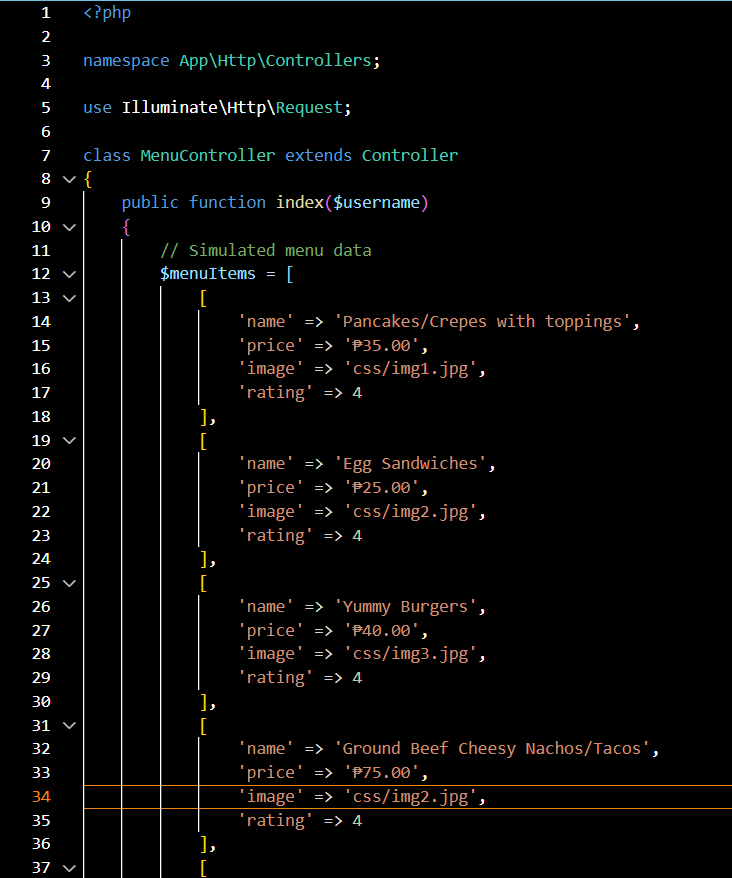 1 <?php
2
3 namespace App\Http\Controllers;
4
5 use Illuminate\Http\Request;
6
7 class MenuController extends Controller
8 {
9 public function index($username)
10 {
11 // Simulated menu data
12 $menuItems = [
13 [
14 'name' => 'Pancakes/Crepes with toppings',
15 'price' => '₱35.00',
16 'image' => 'css/img1.jpg',
17 'rating' => 4
18 ],
19 [
20 'name' => 'Egg Sandwiches',
21 'price' => '₱25.00',
22 'image' => 'css/img2.jpg',
23 'rating' => 4
24 ],
25 [
26 'name' => 'Yummy Burgers',
27 'price' => '₱40.00',
28 'image' => 'css/img3.jpg',
29 'rating' => 4
30 ],
31 [
32 'name' => 'Ground Beef Cheesy Nachos/Tacos',
33 'price' => '₱75.00',
34 'image' => 'css/img2.jpg',
35 'rating' => 4
36 ],
37 [